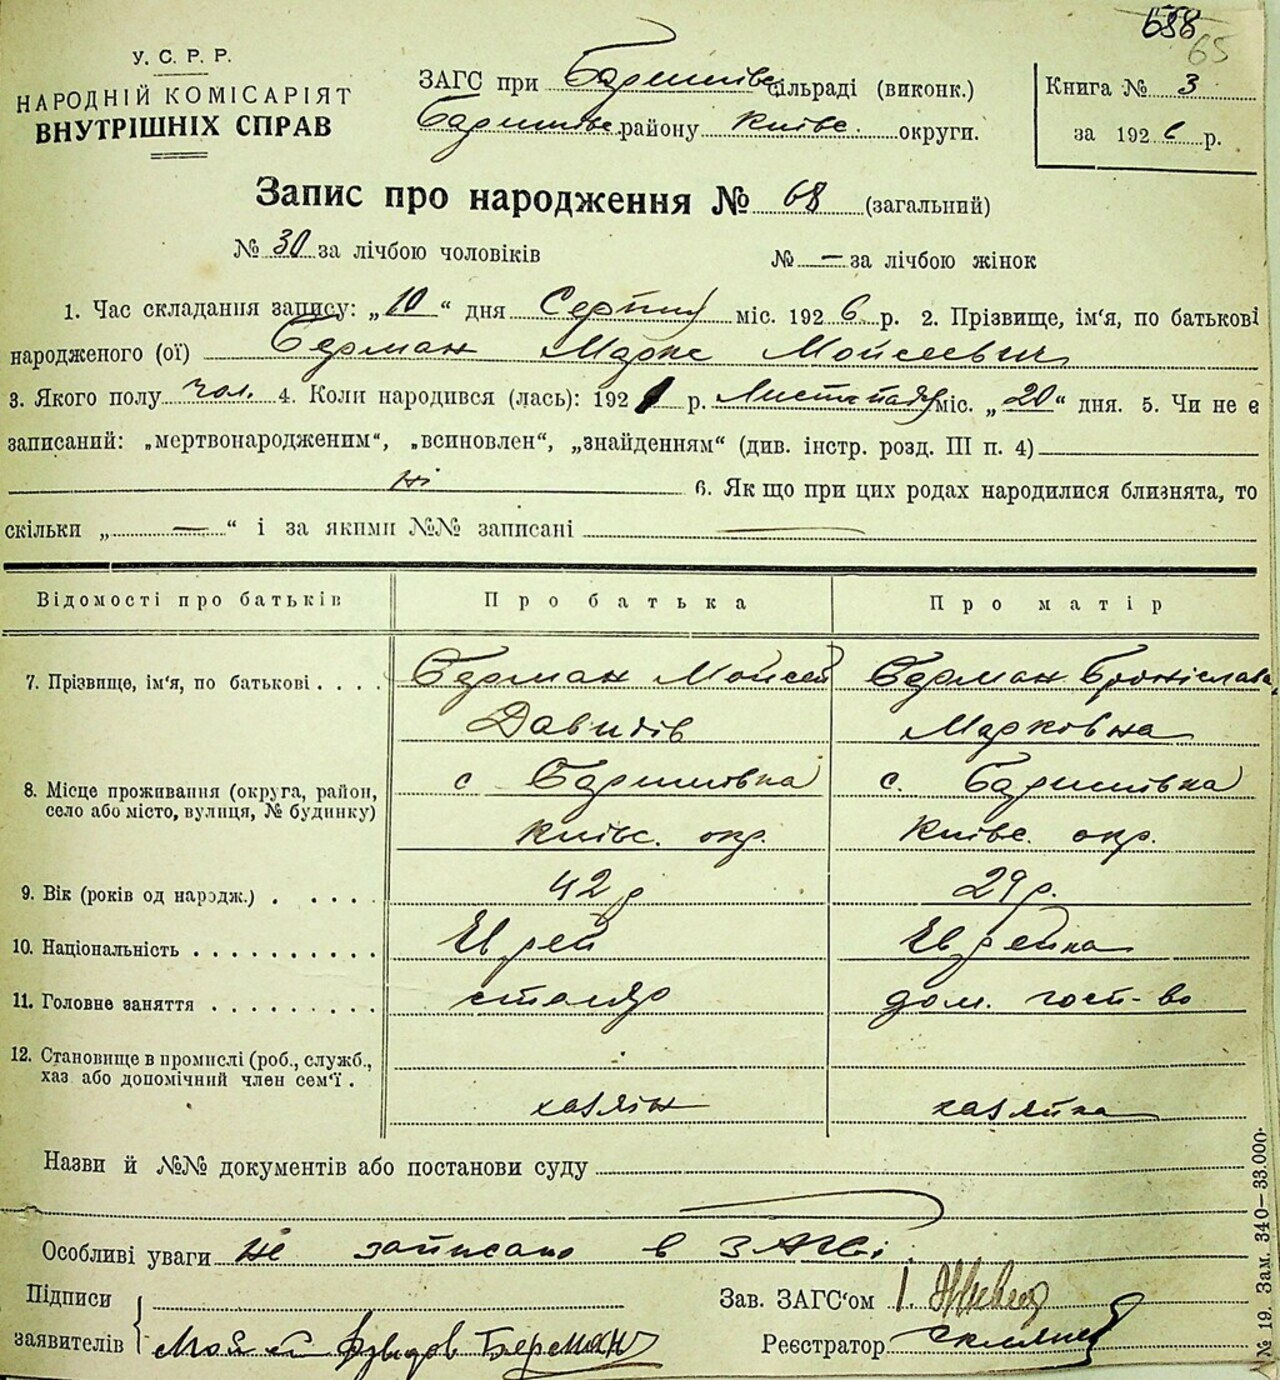 658
65
У. С. Р. Р.
НАРОДНІЙ КОМІСАРІЯТ
ВНУТРІШНІХ СПРАВ
ЗАГС при Баришівс сільраді (виконк.)
Баришівс. району Київс. округи.
Книга № 3
за 1926 р.
Запис про народження № 68 (загальний)
№ 30 за лічбою чоловіків № — за лічбою жінок
1. Час складання запису: „10“ дня Серпня міс. 1926 р. 2. Прізвище, ім'я, по батькові
народженого (ої) Берман Маркс Мойсеевич
3. Якого полу чол. 4. Коли народився (лась): 1921 р. Листопада міс. „20“ дня. 5. Чи не є
записаний: „мертвонародженим“, „всиновлен“, „знайденням“ (див. інстр. розд. III п. 4)
ні 6. Як що при цих родах народилися близнята, то
скільки „ — “ і за якими №№ записані —
Відомості про батьків Про батька Про матір
7. Прізвище, ім'я, по батькові . . . . Берман Мойсей Берман Броніслава
Давидів Марківна
8. Місце проживання (округа, район, с Баришівка с. Баришівка
село або місто, вулиця, № будинку) Київс. окр. Київс. окр.
9. Вік (років од народж.) . . . . . 42 р 29 р.
10. Національність . . . . . . . . . . Еврей Еврейка
11. Головне заняття . . . . . . . . . столяр дом. госп-во
12. Становище в промислі (роб., служб.,
хаз або допомічний член сем'ї . хазяїн хазяйка
Назви й №№ документів або постанови суду
Особливі уваги не записано в ЗАГСі.
Підписи Зав. ЗАГС'ом І.
заявителів Мойсей Давидов Берман Реєстратор
№ 19. Зам. 340—33.000.